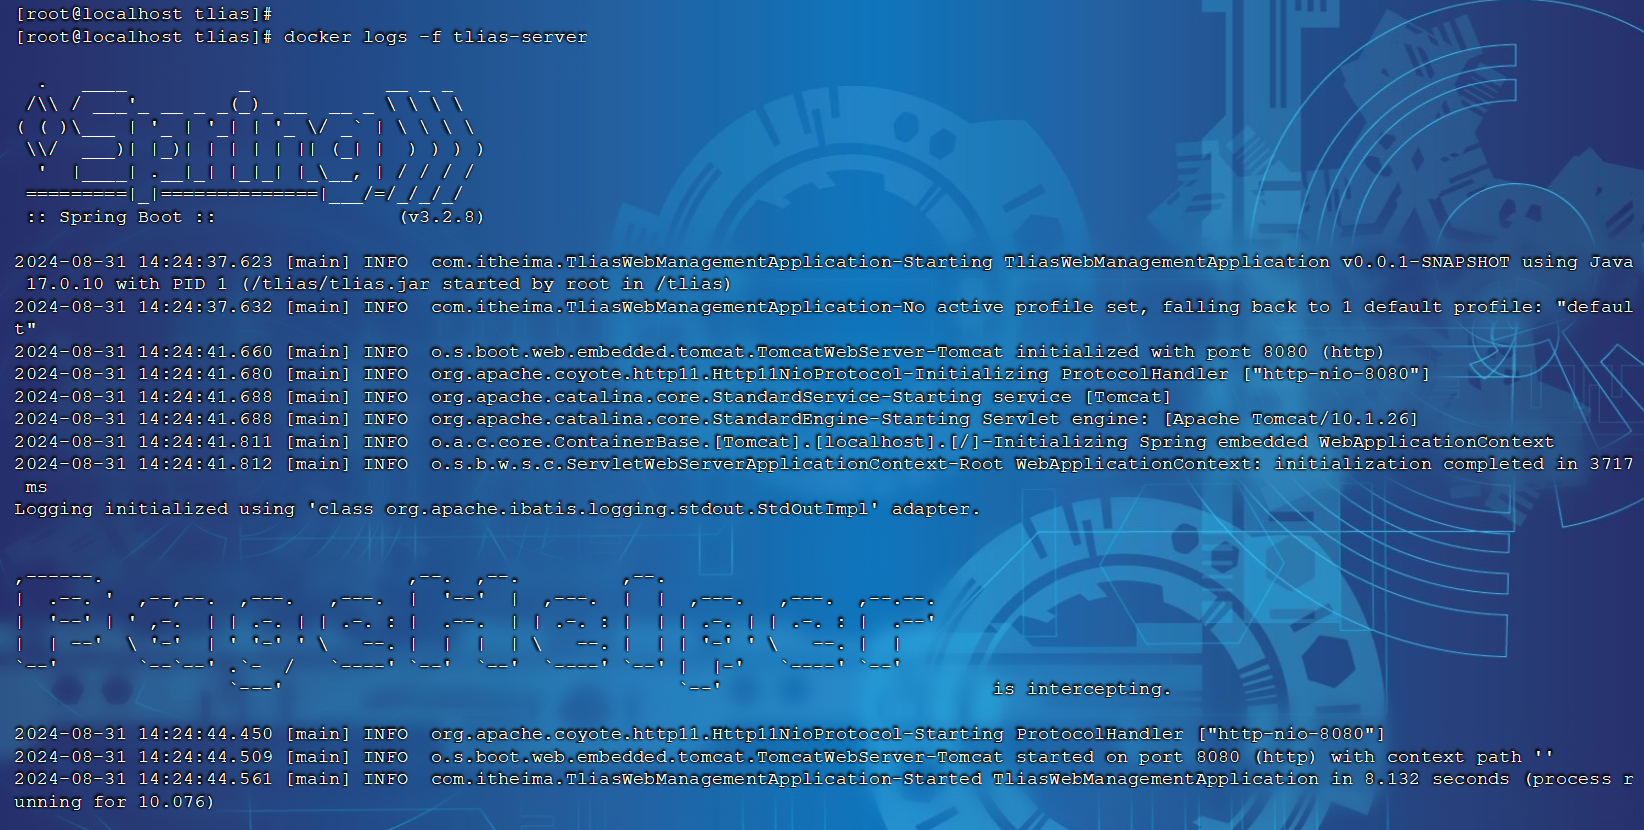 [root@localhost tlias]#
[root@localhost tlias]# docker logs -f tlias-server

  .   ____          _            __ _ _
 /\\ / ___'_ __ _ _(_)_ __  __ _ \ \ \ \
( ( )\___ | '_ | '_| | '_ \/ _` | \ \ \ \
 \\/  ___)| |_)| | | | | || (_| |  ) ) ) )
  '  |____| .__|_| |_|_| |_\__, | / / / /
 =========|_|==============|___/=/_/_/_/
 :: Spring Boot ::                (v3.2.8)

2024-08-31 14:24:37.623 [main] INFO  com.itheima.TliasWebManagementApplication-Starting TliasWebManagementApplication v0.0.1-SNAPSHOT using Java
 17.0.10 with PID 1 (/tlias/tlias.jar started by root in /tlias)
2024-08-31 14:24:37.632 [main] INFO  com.itheima.TliasWebManagementApplication-No active profile set, falling back to 1 default profile: "defaul
t"
2024-08-31 14:24:41.660 [main] INFO  o.s.boot.web.embedded.tomcat.TomcatWebServer-Tomcat initialized with port 8080 (http)
2024-08-31 14:24:41.680 [main] INFO  org.apache.coyote.http11.Http11NioProtocol-Initializing ProtocolHandler ["http-nio-8080"]
2024-08-31 14:24:41.688 [main] INFO  org.apache.catalina.core.StandardService-Starting service [Tomcat]
2024-08-31 14:24:41.688 [main] INFO  org.apache.catalina.core.StandardEngine-Starting Servlet engine: [Apache Tomcat/10.1.26]
2024-08-31 14:24:41.811 [main] INFO  o.a.c.core.ContainerBase.[Tomcat].[localhost].[/]-Initializing Spring embedded WebApplicationContext
2024-08-31 14:24:41.812 [main] INFO  o.s.b.w.s.c.ServletWebServerApplicationContext-Root WebApplicationContext: initialization completed in 3717
 ms
Logging initialized using 'class org.apache.ibatis.logging.stdout.StdOutImpl' adapter.

,------.                           ,--.  ,--.         ,--.
|  .--. '  ,--,--.  ,---.   ,---.  |  '--'  |  ,---.  |  |  ,---.   ,---.  ,--.--.
|  '--' | ' ,-.  | | .-. | | .-. : |  .--.  | | .-. : |  | | .-. | | .-. : |  .--'
|  | --'  \ '-'  | ' '-' ' \   --. |  |  |  | \   --. |  | | '-' ' \   --. |  |
`--'       `--`--' .`-  /   `----' `--'  `--'  `----' `--' |  |-'   `----' `--'
                   `---'                                   `--'                        is intercepting.

2024-08-31 14:24:44.450 [main] INFO  org.apache.coyote.http11.Http11NioProtocol-Starting ProtocolHandler ["http-nio-8080"]
2024-08-31 14:24:44.509 [main] INFO  o.s.boot.web.embedded.tomcat.TomcatWebServer-Tomcat started on port 8080 (http) with context path ''
2024-08-31 14:24:44.561 [main] INFO  com.itheima.TliasWebManagementApplication-Started TliasWebManagementApplication in 8.132 seconds (process r
unning for 10.076)